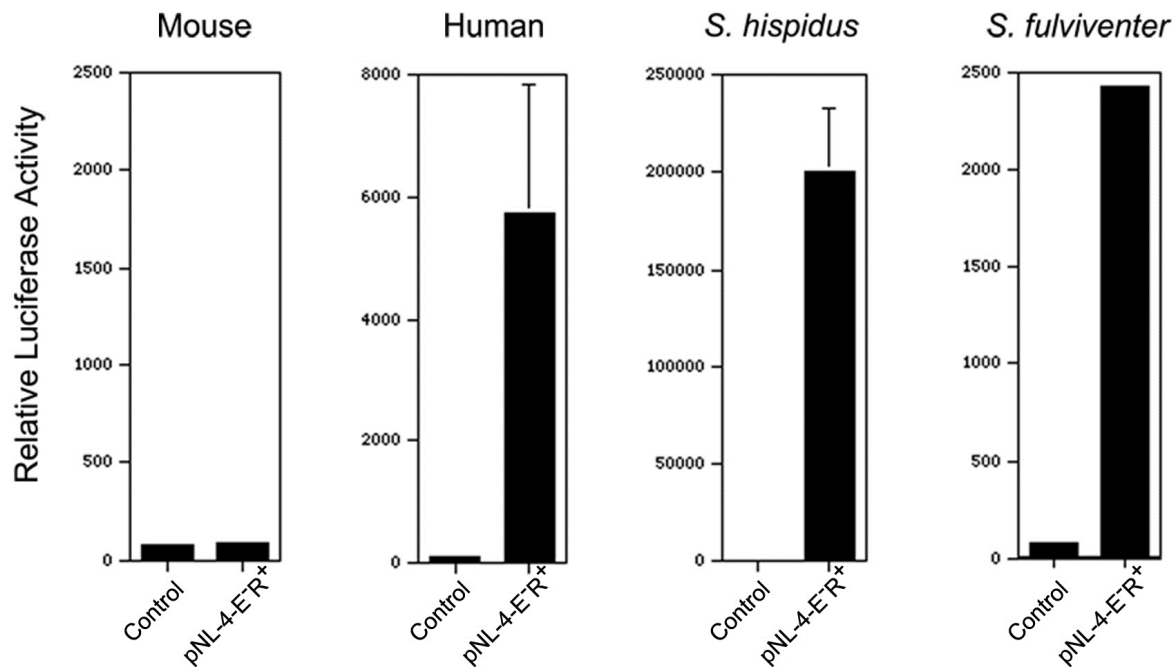 Mouse
Human
S. hispidus
S. fulviventer
Relative Luciferase Activity
2500
2000
1500
1000
500
0
Control
pNL-4-E⁻R⁺
8000
6000
4000
2000
0
Control
pNL-4-E⁻R⁺
250000
200000
150000
100000
50000
0
Control
pNL-4-E⁻R⁺
2500
2000
1500
1000
500
0
Control
pNL-4-E⁻R⁺